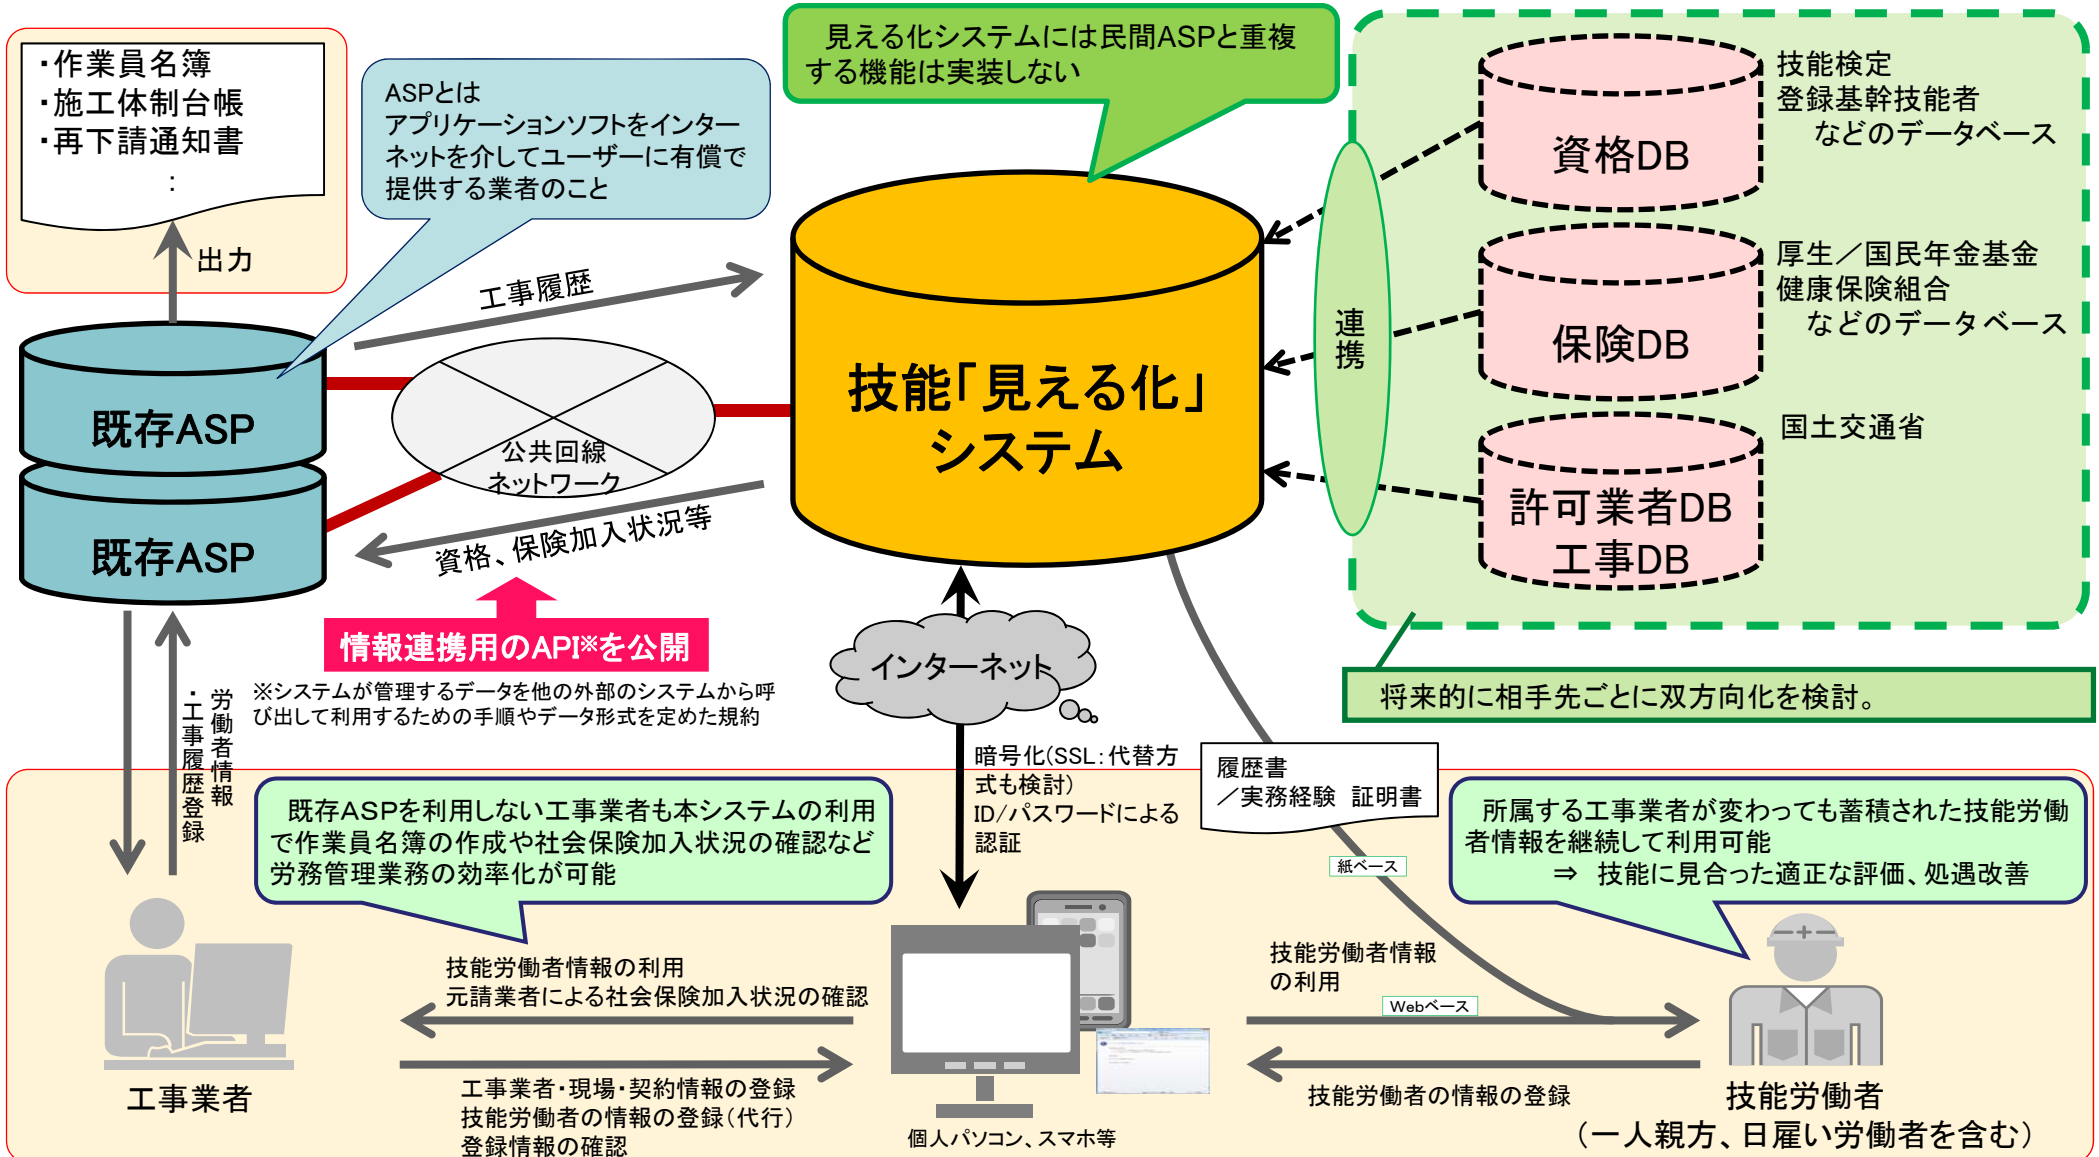 ・作業員名簿
・施工体制台帳
・再下請通知書
：
出力
ASPとは
アプリケーションソフトをインター
ネットを介してユーザーに有償で
提供する業者のこと
見える化システムには民間ASPと重複
する機能は実装しない
技能検定
登録基幹技能者
などのデータベース
資格DB
厚生／国民年金基金
健康保険組合
などのデータベース
保険DB
国土交通省
許可業者DB
工事DB
連携
将来的に相手先ごとに双方向化を検討。
工事履歴
既存ASP
既存ASP
公共回線
ネットワーク
技能「見える化」
システム
資格、保険加入状況等
情報連携用のAPI※を公開
※システムが管理するデータを他の外部のシステムから呼
び出して利用するための手順やデータ形式を定めた規約
インターネット
労働者情報
・工事履歴登録
暗号化(SSL：代替方
式も検討)
ID/パスワードによる
認証
履歴書
／実務経験 証明書
紙ベース
既存ＡＳＰを利用しない工事業者も本システムの利用
で作業員名簿の作成や社会保険加入状況の確認など
労務管理業務の効率化が可能
所属する工事業者が変わっても蓄積された技能労働
者情報を継続して利用可能
⇒ 技能に見合った適正な評価、処遇改善
技能労働者情報の利用
元請業者による社会保険加入状況の確認
技能労働者情報
の利用
Webベース
工事業者・現場・契約情報の登録
技能労働者の情報の登録（代行）
登録情報の確認
技能労働者の情報の登録
工事業者
個人パソコン、スマホ等
技能労働者
（一人親方、日雇い労働者を含む）